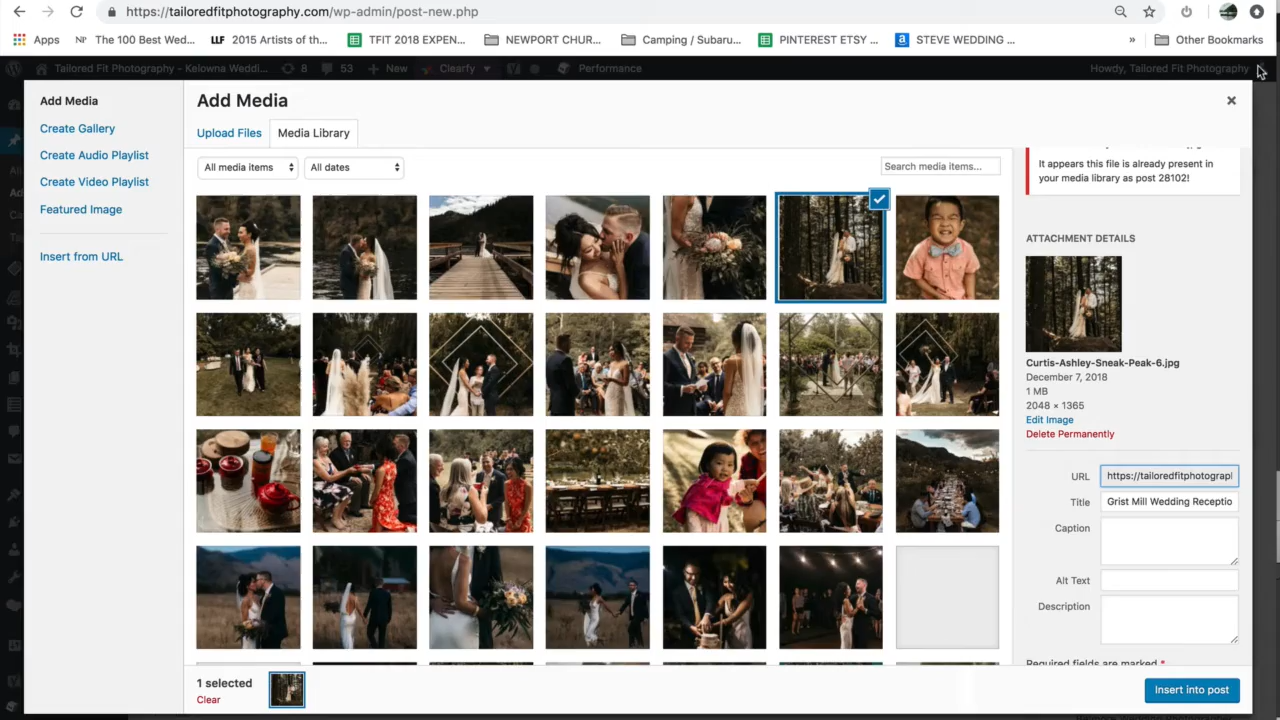 https://tailoredfitphotography.com/wp-admin/post-new.php
Apps
NP The 100 Best Wed...
LLF 2015 Artists of th...
TFIT 2018 EXPEN...
NEWPORT CHUR...
Camping / Subaru...
PINTEREST ETSY ...
a STEVE WEDDING ...
»
Other Bookmarks
Tailored Fit Photography - Kelowna Weddi...
8
53
New
Clearfy
Performance
Howdy, Tailored Fit Photography
Add Media
Create Gallery
Create Audio Playlist
Create Video Playlist
Featured Image
Insert from URL
Add Media
Upload Files
Media Library
All media items
All dates
Search media items...
It appears this file is already present in
your media library as post 28102!
ATTACHMENT DETAILS
Curtis-Ashley-Sneak-Peak-6.jpg
December 7, 2018
1 MB
2048 × 1365
Edit Image
Delete Permanently
URL https://tailoredfitphotograpl
Title Grist Mill Wedding Receptio
Caption
Alt Text
Description
Required fields are marked *
1 selected
Clear
Insert into post